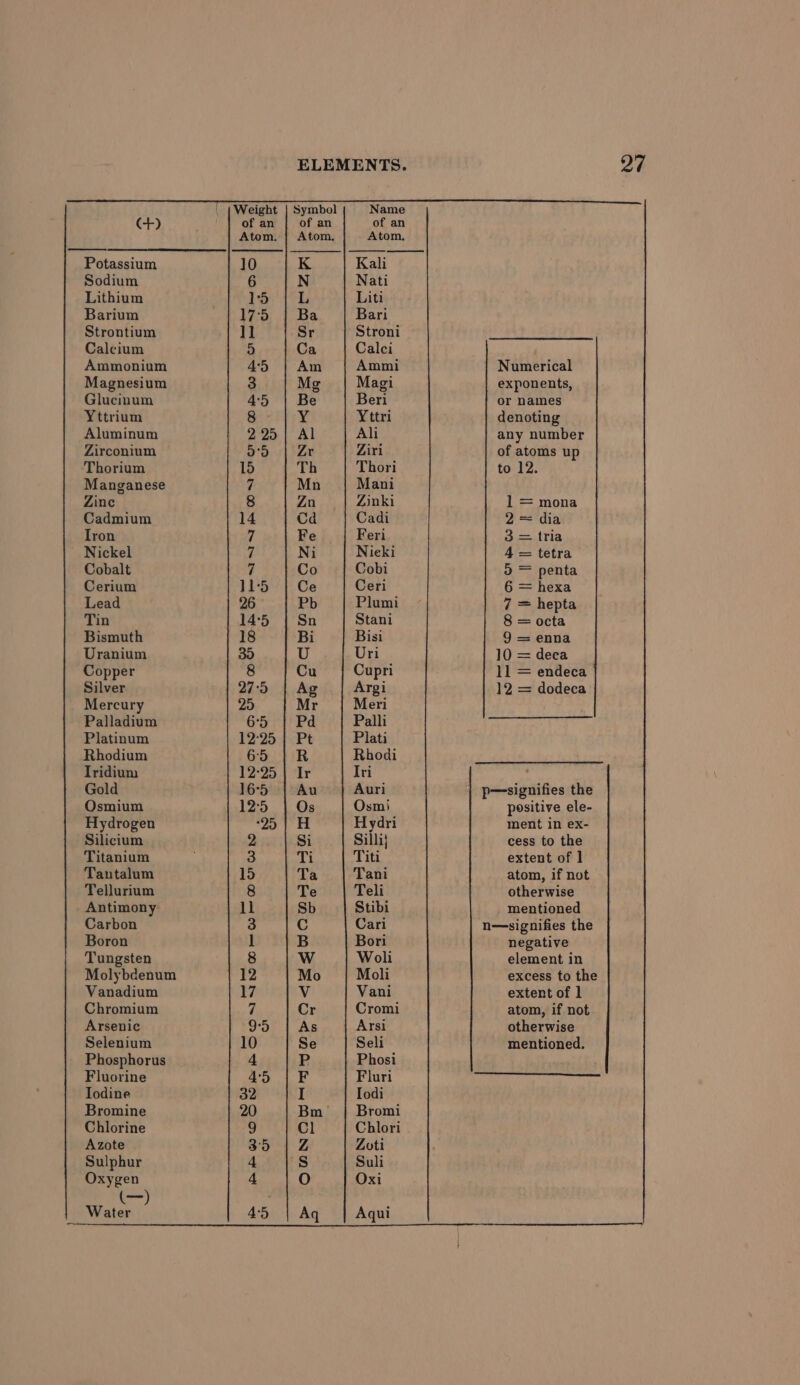 ELEMENTS. 27
(+) Weight of an Atom. Symbol of an Atom. Name of an Atom.
Potassium 10 K Kali
Sodium 6 N Nati
Lithium 1·5 L Liti
Barium 17·5 Ba Bari
Strontium 11 Sr Stroni
Calcium 5 Ca Calci
Ammonium 4·5 Am Ammi
Magnesium 3 Mg Magi
Glucinum 4·5 Be Beri
Yttrium 8 Y Yttri
Aluminum 2 25 Al Ali
Zirconium 5·5 Zr Ziri
Thorium 15 Th Thori
Manganese 7 Mn Mani
Zinc 8 Zn Zinki
Cadmium 14 Cd Cadi
Iron 7 Fe Feri
Nickel 7 Ni Nicki
Cobalt 7 Co Cobi
Cerium 11·5 Ce Ceri
Lead 26 Pb Plumi
Tin 14·5 Sn Stani
Bismuth 18 Bi Bisi
Uranium 35 U Uri
Copper 8 Cu Cupri
Silver 27·5 Ag Argi
Mercury 25 Mr Meri
Palladium 6·5 Pd Palli
Platinum 12·25 Pt Plati
Rhodium 6·5 R Rhodi
Iridium 12·25 Ir Iri
Gold 16·5 Au Auri
Osmium 12·5 Os Osmi
Hydrogen ·25 H Hydri
Silicium 2 Si Silli
Titanium 3 Ti Titi
Tantalum 15 Ta Tani
Tellurium 8 Te Teli
Antimony 11 Sb Stibi
Carbon 3 C Cari
Boron 1 B Bori
Tungsten 8 W Woli
Molybdenum 12 Mo Moli
Vanadium 17 V Vani
Chromium 7 Cr Cromi
Arsenic 9·5 As Arsi
Selenium 10 Se Seli
Phosphorus 4 P Phosi
Fluorine 4·5 F Fluri
Iodine 32 I Iodi
Bromine 20 Bm Bromi
Chlorine 9 Cl Chlori
Azote 3·5 Z Zoti
Sulphur 4 S Suli
Oxygen 4 O Oxi
(—)
Water 4·5 Aq Aqui
Numerical
exponents,
or names
denoting
any number
of atoms up
to 12.
1 = mona
2 = dia
3 = tria
4 = tetra
5 = penta
6 = hexa
7 = hepta
8 = octa
9 = enna
10 = deca
11 = endeca
12 = dodeca
p—signifies the
positive ele-
ment in ex-
cess to the
extent of 1
atom, if not
otherwise
mentioned
n—signifies the
negative
element in
excess to the
extent of 1
atom, if not
otherwise
mentioned.